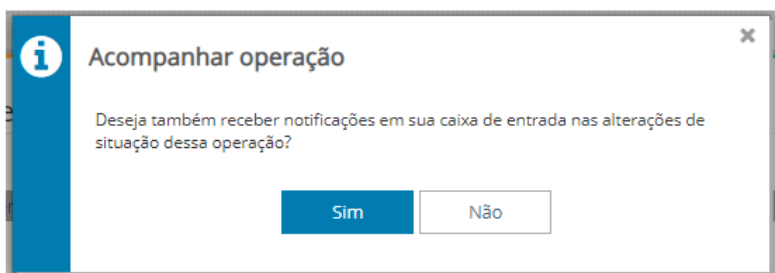 Acompanhar operação
Deseja também receber notificações em sua caixa de entrada nas alterações de
situação dessa operação?
Sim
Não